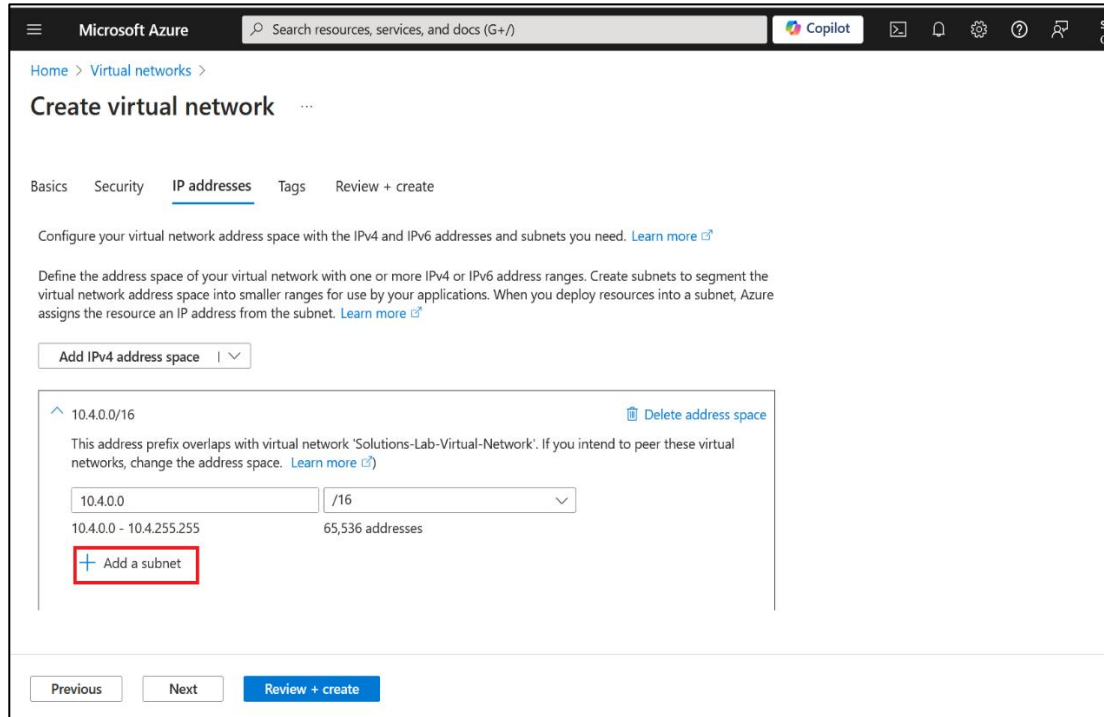 Microsoft Azure
Search resources, services, and docs (G+/)
Copilot
Home > Virtual networks >
Create virtual network ...
Basics Security IP addresses Tags Review + create
Configure your virtual network address space with the IPv4 and IPv6 addresses and subnets you need. Learn more
Define the address space of your virtual network with one or more IPv4 or IPv6 address ranges. Create subnets to segment the
virtual network address space into smaller ranges for use by your applications. When you deploy resources into a subnet, Azure
assigns the resource an IP address from the subnet. Learn more
Add IPv4 address space
10.4.0.0/16 Delete address space
This address prefix overlaps with virtual network 'Solutions-Lab-Virtual-Network'. If you intend to peer these virtual
networks, change the address space. Learn more )
10.4.0.0 /16
10.4.0.0 - 10.4.255.255 65,536 addresses
+ Add a subnet
Previous Next Review + create